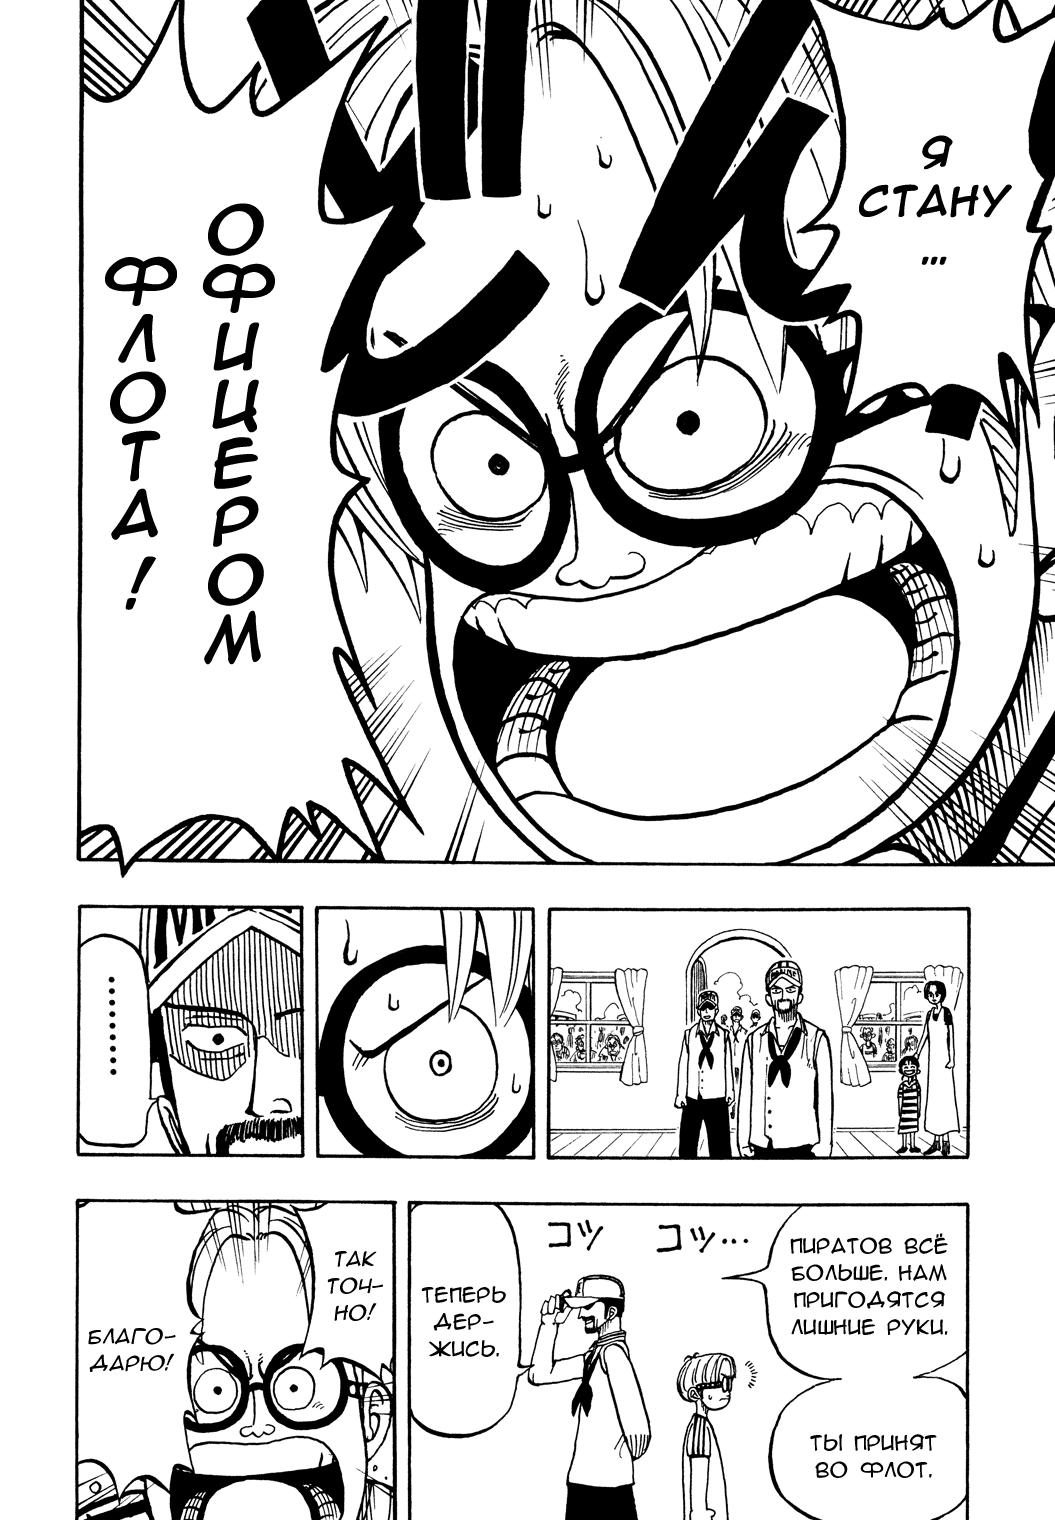 Я
СТАНУ
...
ОФИЦЕРОМ
ФЛОТА!
MARINE
.........
コツ
コツ...
ПИРАТОВ ВСЁ
БОЛЬШЕ. НАМ
ПРИГОДЯТСЯ
ЛИШНИЕ РУКИ.
ТЫ ПРИНЯТ
ВО ФЛОТ.
ТЕПЕРЬ
ДЕР-
ЖИСЬ.
ТАК
ТОЧ-
НО!
БЛАГО-
ДАРЮ!